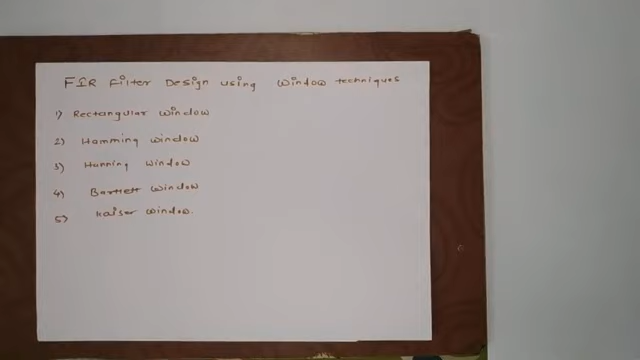 FIR Filter Design using Window techniques
1) Rectangular window
2) Hamming window
3) Hanning window
4) Bartlett window
5) Kaiser window.